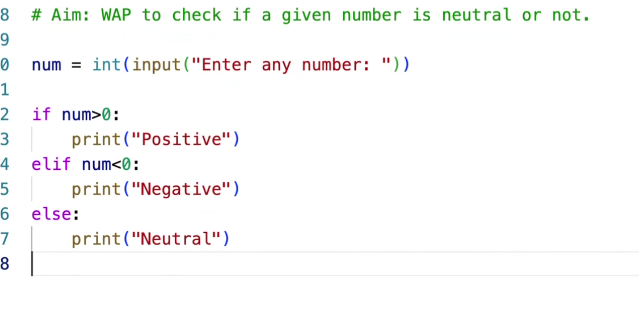 8 # Aim: WAP to check if a given number is neutral or not.
9
0 num = int(input("Enter any number: "))
1
2 if num>0:
3     print("Positive")
4 elif num<0:
5     print("Negative")
6 else:
7     print("Neutral")
8